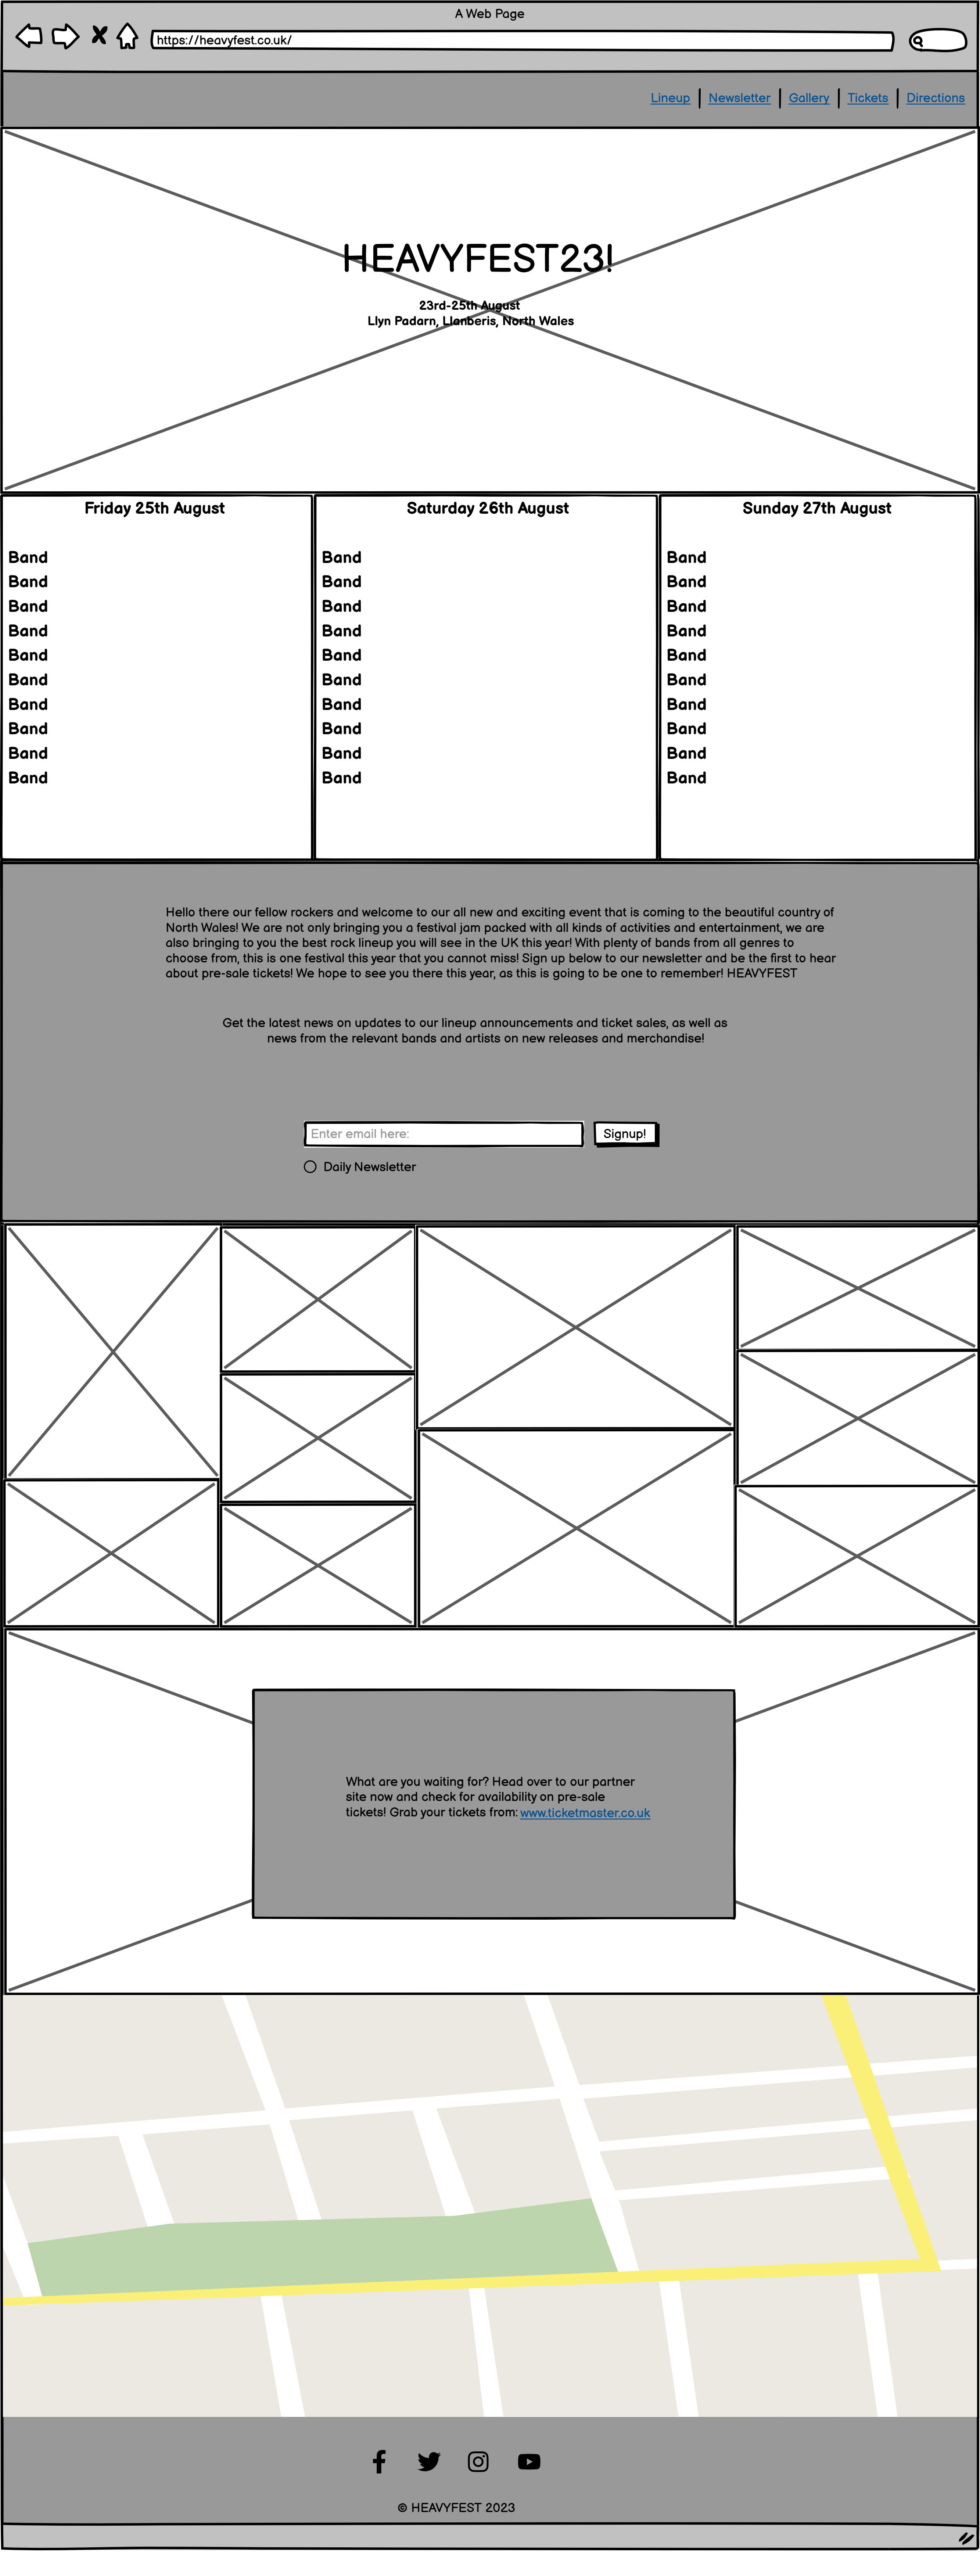 A Web Page
https://heavyfest.co.uk/
Lineup | Newsletter | Gallery | Tickets | Directions
HEAVYFEST23!
23rd-25th August
Llyn Padarn, Llanberis, North Wales
Friday 25th August
Band
Band
Band
Band
Band
Band
Band
Band
Band
Band
Saturday 26th August
Band
Band
Band
Band
Band
Band
Band
Band
Band
Band
Sunday 27th August
Band
Band
Band
Band
Band
Band
Band
Band
Band
Band
Hello there our fellow rockers and welcome to our all new and exciting event that is coming to the beautiful country of
North Wales! We are not only bringing you a festival jam packed with all kinds of activities and entertainment, we are
also bringing to you the best rock lineup you will see in the UK this year! With plenty of bands from all genres to
choose from, this is one festival this year that you cannot miss! Sign up below to our newsletter and be the first to hear
about pre-sale tickets! We hope to see you there this year, as this is going to be one to remember! HEAVYFEST
Get the latest news on updates to our lineup announcements and ticket sales, as well as
news from the relevant bands and artists on new releases and merchandise!
Enter email here:
Signup!
Daily Newsletter
What are you waiting for? Head over to our partner
site now and check for availability on pre-sale
tickets! Grab your tickets from: www.ticketmaster.co.uk
© HEAVYFEST 2023